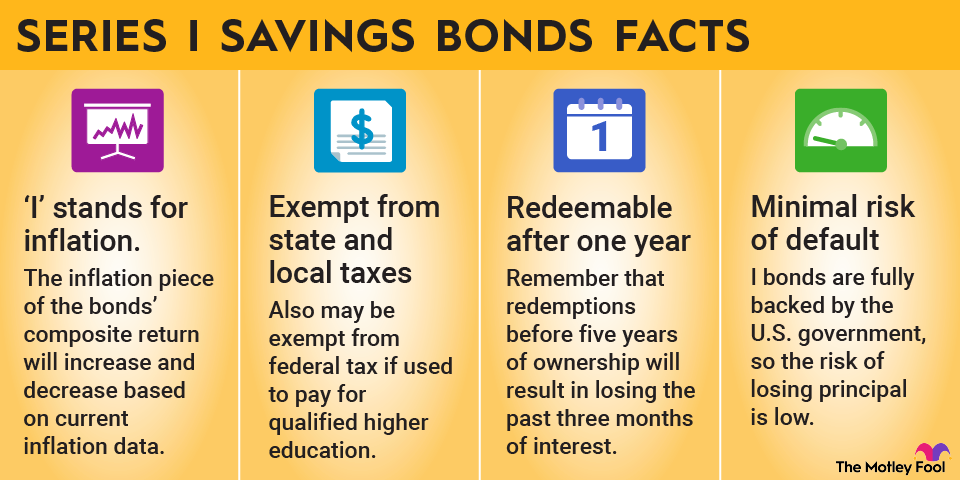 SERIES I SAVINGS BONDS FACTS
‘I’ stands for
inflation.
The inflation piece
of the bonds’
composite return
will increase and
decrease based
on current
inflation data.
$
Exempt from
state and
local taxes
Also may be
exempt from
federal tax if used
to pay for
qualified higher
education.
1
Redeemable
after one year
Remember that
redemptions
before five years
of ownership will
result in losing the
past three months
of interest.
Minimal risk
of default
I bonds are fully
backed by the
U.S. government,
so the risk of
losing principal
is low.
The Motley Fool